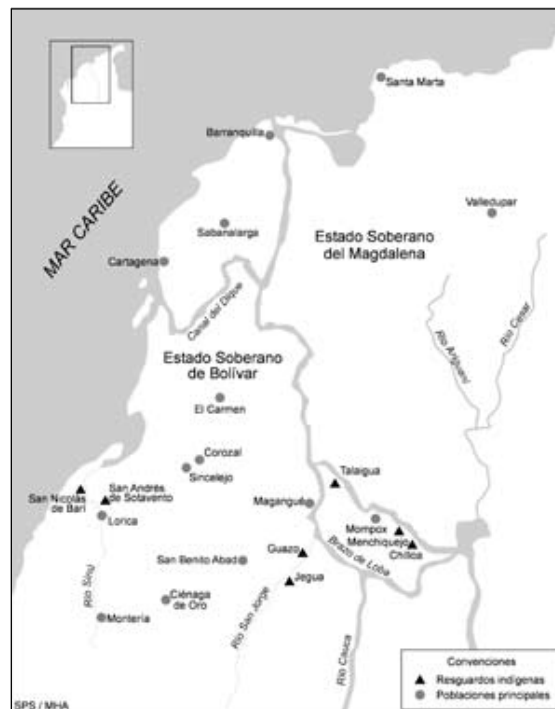 Santa Marta
Barranquilla
MAR CARIBE
Valledupar
Sabanalarga
Estado Soberano
del Magdalena
Cartagena
Canal del Dique
Río Ariguaní
Río Cesar
Estado Soberano
de Bolívar
El Carmen
Corozal
Sincelejo
Talaigua
San Nicolás
de Bari
San Andrés
de Sotavento
Magangué
Lorica
Mompox
Menchiquejo
Chilloa
Guazo
Brazo de Loba
San Benito Abad
Jegua
Río Sinú
Ciénaga
de Oro
Río San Jorge
Montería
Río Cauca
Convenciones
Resguardos indígenas
Poblaciones principales
SPS / MHA